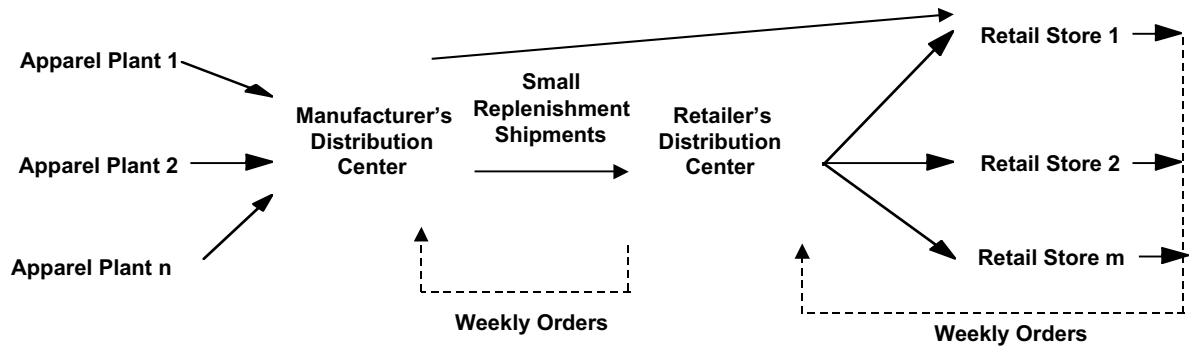 Apparel Plant 1
Apparel Plant 2
Apparel Plant n
Manufacturer's
Distribution
Center
Small
Replenishment
Shipments
Retailer's
Distribution
Center
Retail Store 1
Retail Store 2
Retail Store m
Weekly Orders
Weekly Orders